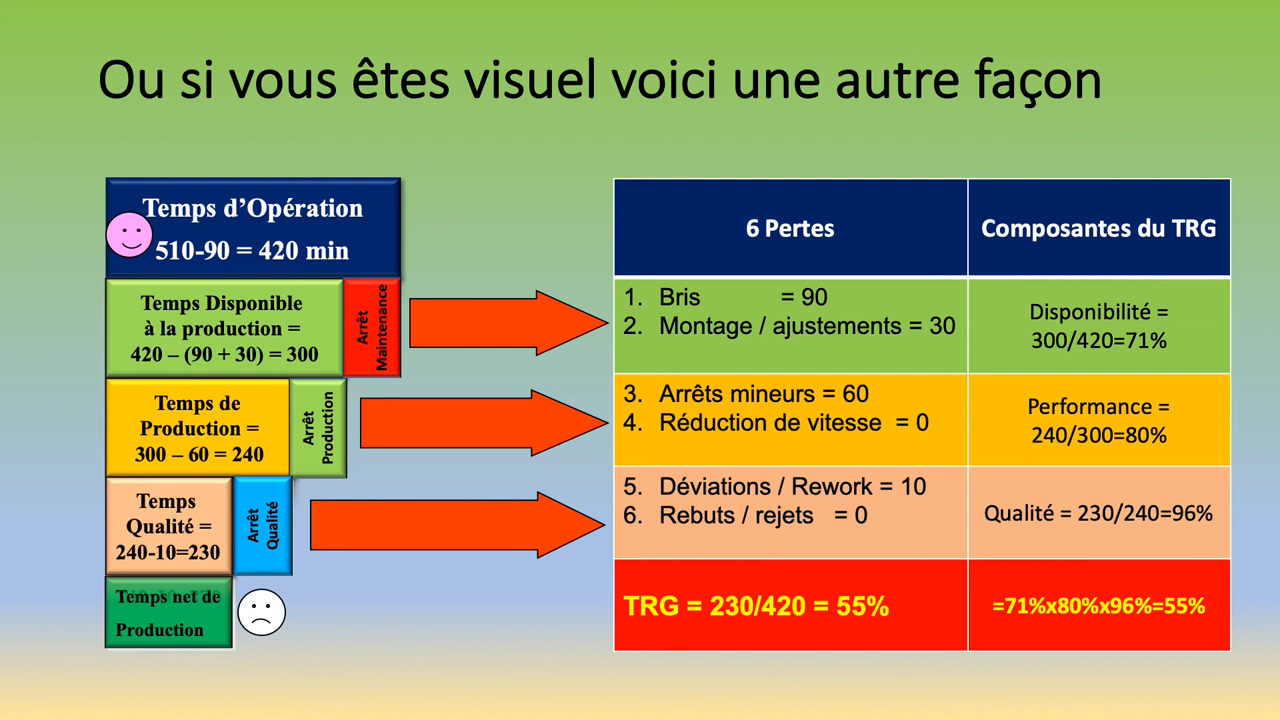 Ou si vous êtes visuel voici une autre façon
Temps d’Opération
510-90 = 420 min
Temps Disponible
à la production =
420 – (90 + 30) = 300
Arrêt
Maintenance
Temps de
Production =
300 – 60 = 240
Arrêt
Production
Temps
Qualité =
240-10=230
Arrêt
Qualité
Temps net de
Production
6 Pertes
Composantes du TRG
1. Bris = 90
2. Montage / ajustements = 30
Disponibilité =
300/420=71%
3. Arrêts mineurs = 60
4. Réduction de vitesse = 0
Performance =
240/300=80%
5. Déviations / Rework = 10
6. Rebuts / rejets = 0
Qualité = 230/240=96%
TRG = 230/420 = 55%
=71%x80%x96%=55%